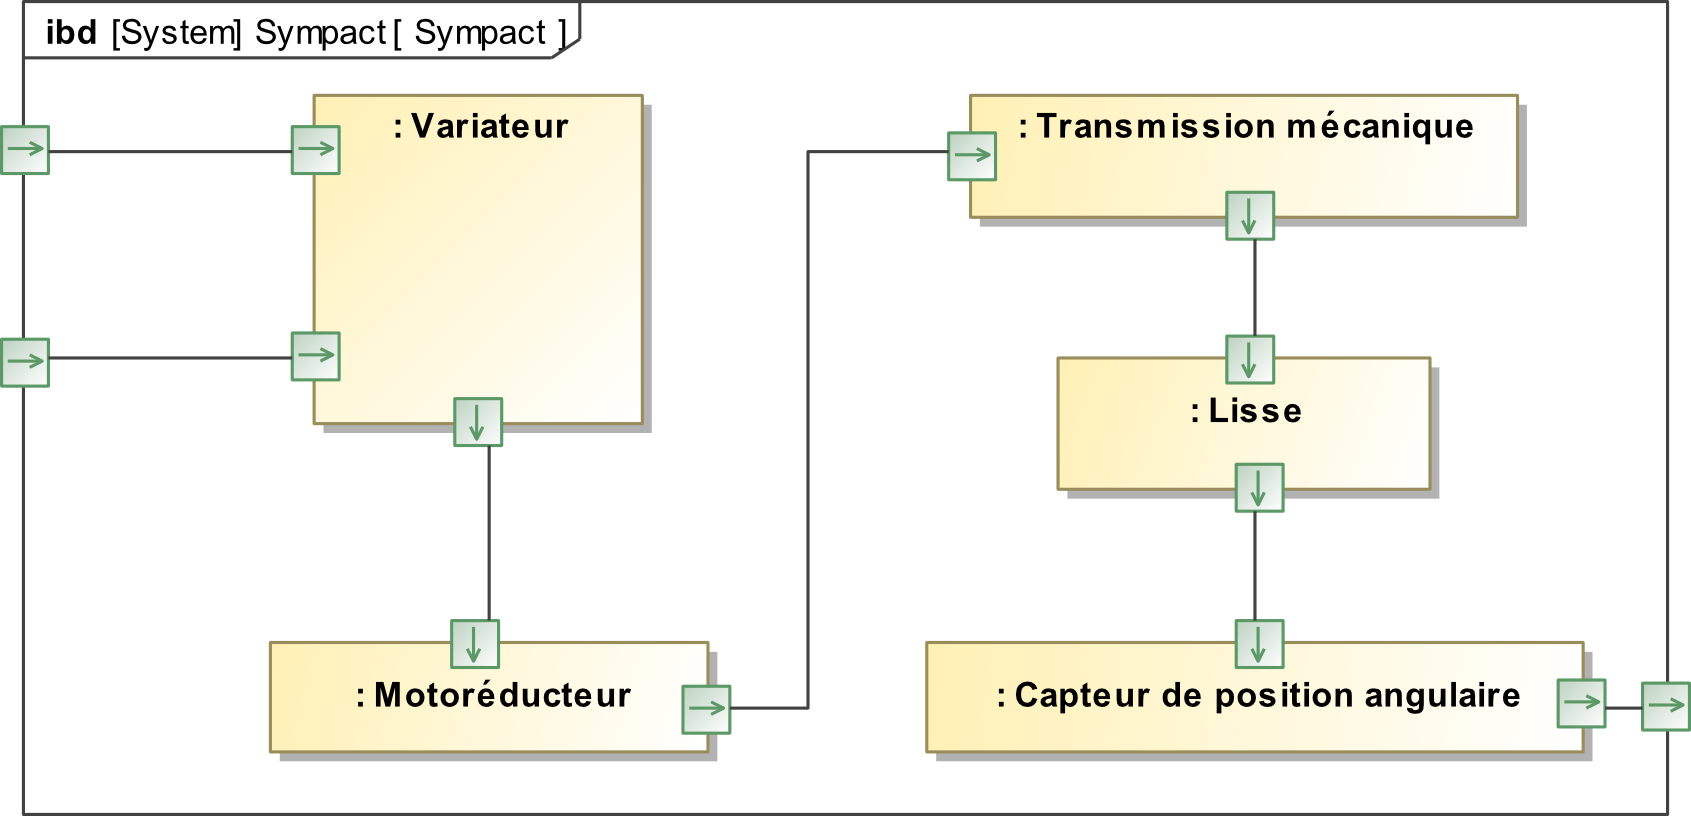 ibd [System] Sympact [ Sympact ]
: Variateur
: Transmission mécanique
: Lisse
: Motoréducteur
: Capteur de position angulaire